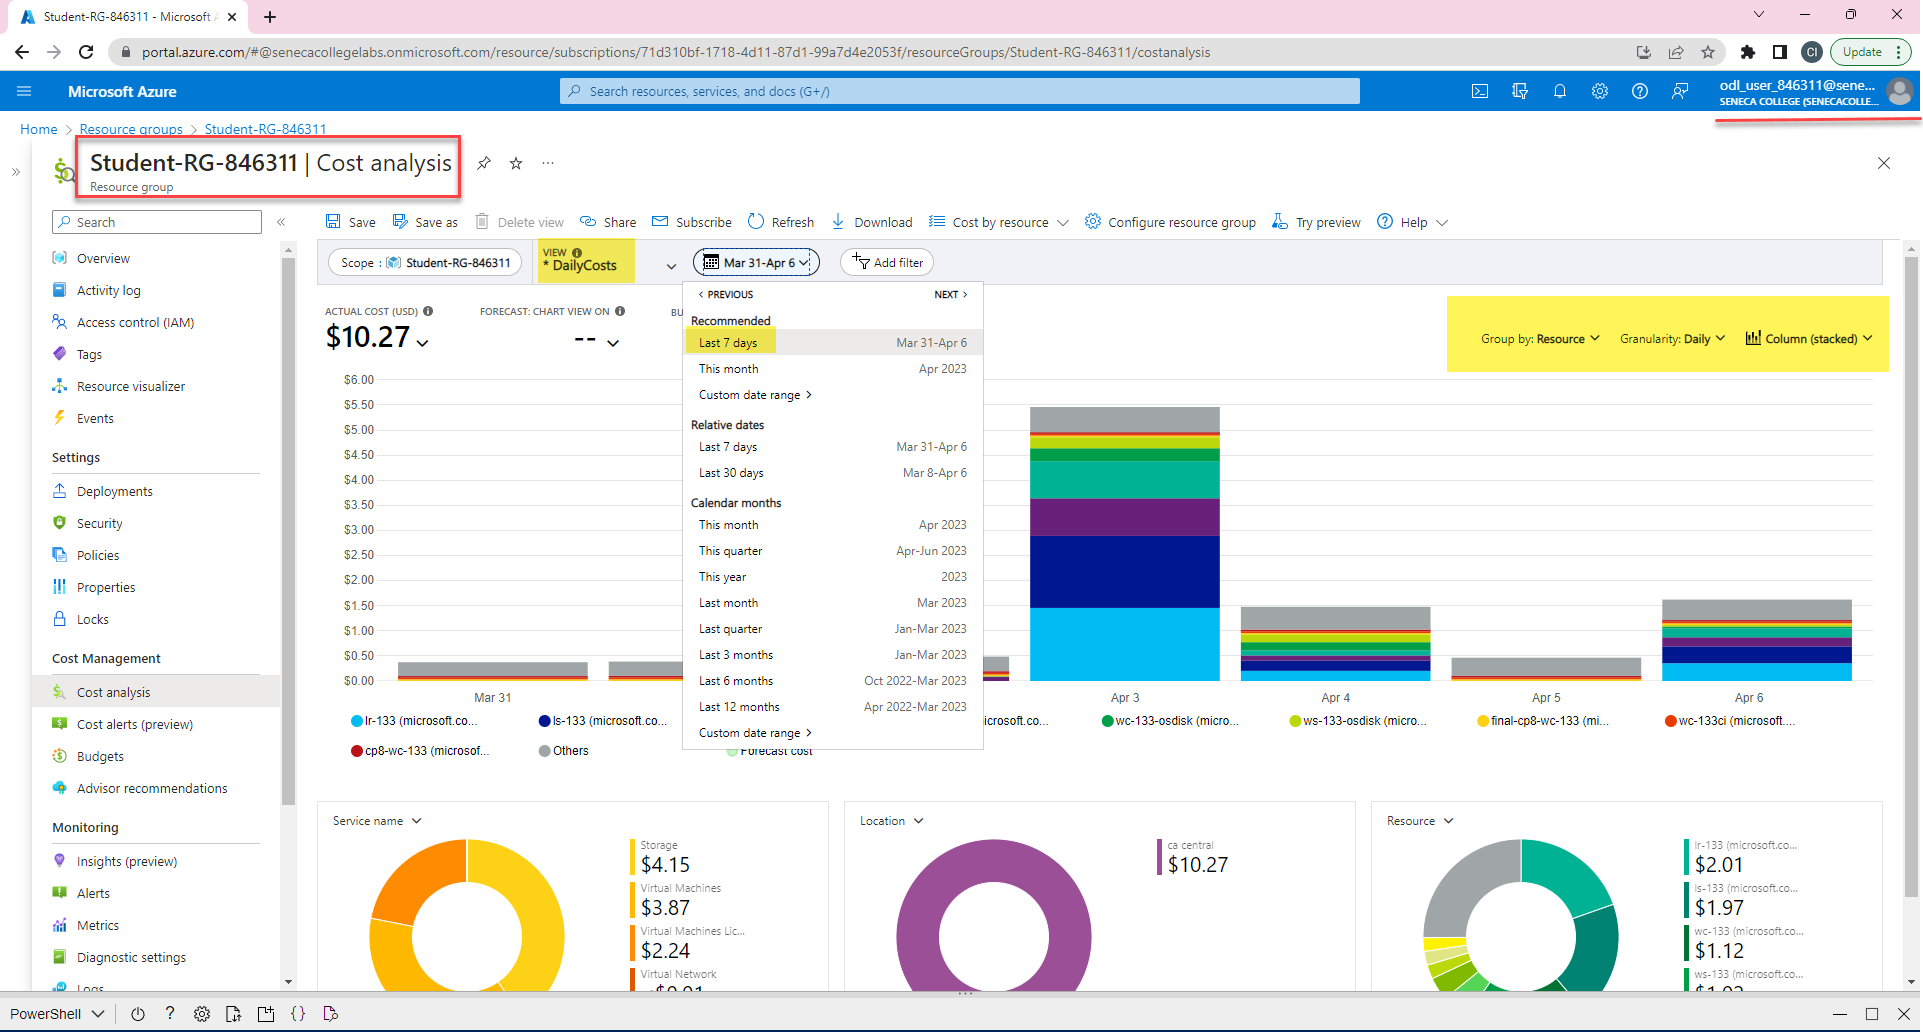 Student-RG-846311 - Microsoft A
portal.azure.com/#@senecacollegelabs.onmicrosoft.com/resource/subscriptions/71d310bf-1718-4d11-87d1-99a7d4e2053f/resourceGroups/Student-RG-846311/costanalysis
CI
Update
Microsoft Azure
Search resources, services, and docs (G+/)
odl_user_846311@sene...
SENECA COLLEGE (SENECACOLLE...
Home > Resource groups > Student-RG-846311
Student-RG-846311 | Cost analysis
Resource group
Search
Save
Save as
Delete view
Share
Subscribe
Refresh
Download
Cost by resource
Configure resource group
Try preview
Help
Overview
Activity log
Access control (IAM)
Tags
Resource visualizer
Events
Settings
Deployments
Security
Policies
Properties
Locks
Cost Management
Cost analysis
Cost alerts (preview)
Budgets
Advisor recommendations
Monitoring
Insights (preview)
Alerts
Metrics
Diagnostic settings
Logs
Scope : Student-RG-846311
VIEW
* DailyCosts
Mar 31-Apr 6
Add filter
ACTUAL COST (USD)
$10.27
FORECAST: CHART VIEW ON
--
BU
Group by: Resource
Granularity: Daily
Column (stacked)
< PREVIOUS
NEXT >
Recommended
Last 7 days Mar 31-Apr 6
This month Apr 2023
Custom date range >
Relative dates
Last 7 days Mar 31-Apr 6
Last 30 days Mar 8-Apr 6
Calendar months
This month Apr 2023
This quarter Apr-Jun 2023
This year 2023
Last month Mar 2023
Last quarter Jan-Mar 2023
Last 3 months Jan-Mar 2023
Last 6 months Oct 2022-Mar 2023
Last 12 months Apr 2022-Mar 2023
Custom date range >
$6.00
$5.50
$5.00
$4.50
$4.00
$3.50
$3.00
$2.50
$2.00
$1.50
$1.00
$0.50
$0.00
Mar 31
Apr 3
Apr 4
Apr 5
Apr 6
lr-133 (microsoft.co...
ls-133 (microsoft.co...
icrosoft.co...
wc-133-osdisk (micro...
ws-133-osdisk (micro...
final-cp8-wc-133 (mi...
wc-133ci (microsoft....
cp8-wc-133 (microsof...
Others
Forecast cost
Service name
Storage
$4.15
Virtual Machines
$3.87
Virtual Machines Lic...
$2.24
Virtual Network
Location
ca central
$10.27
Resource
lr-133 (microsoft.co...
$2.01
ls-133 (microsoft.co...
$1.97
wc-133 (microsoft.co...
$1.12
ws-133 (microsoft.co...
PowerShell